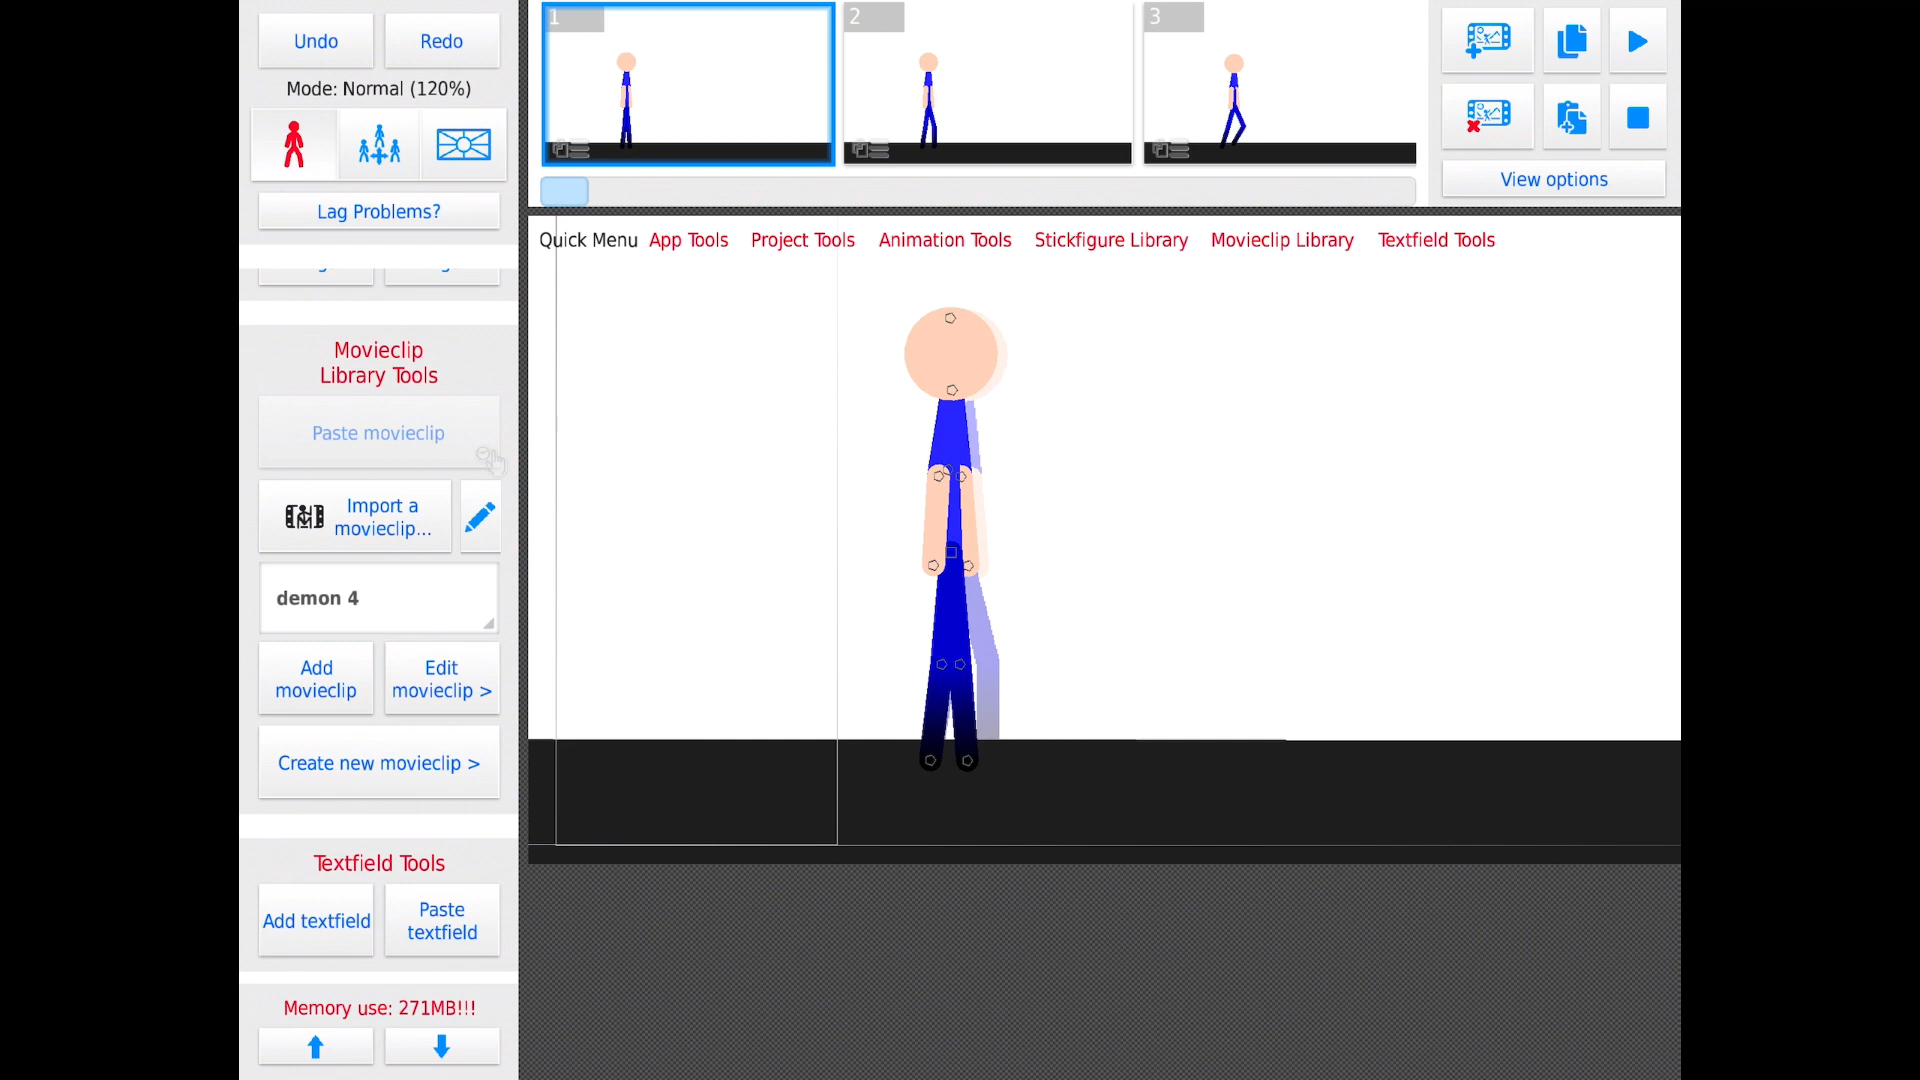 Undo
Redo
Mode: Normal (120%)
Lag Problems?
1
2
3
View options
Quick Menu App Tools Project Tools Animation Tools Stickfigure Library Movieclip Library Textfield Tools
Movieclip
Library Tools
Paste movieclip
Import a
movieclip...
demon 4
Add
movieclip
Edit
movieclip >
Create new movieclip >
Textfield Tools
Add textfield
Paste
textfield
Memory use: 271MB!!!